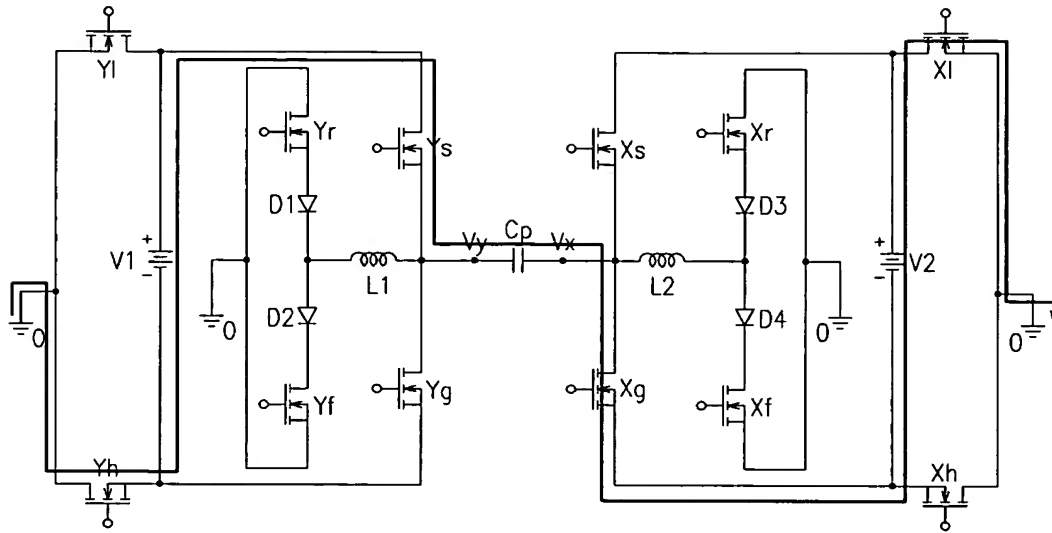 Yl
Xl
Yr
Ys
Xs
Xr
D1
D3
+
V1
-
Vy
Cp
Vx
+
V2
-
L1
L2
0
0
D2
D4
0
0
Yf
Yg
Xg
Xf
Yh
Xh